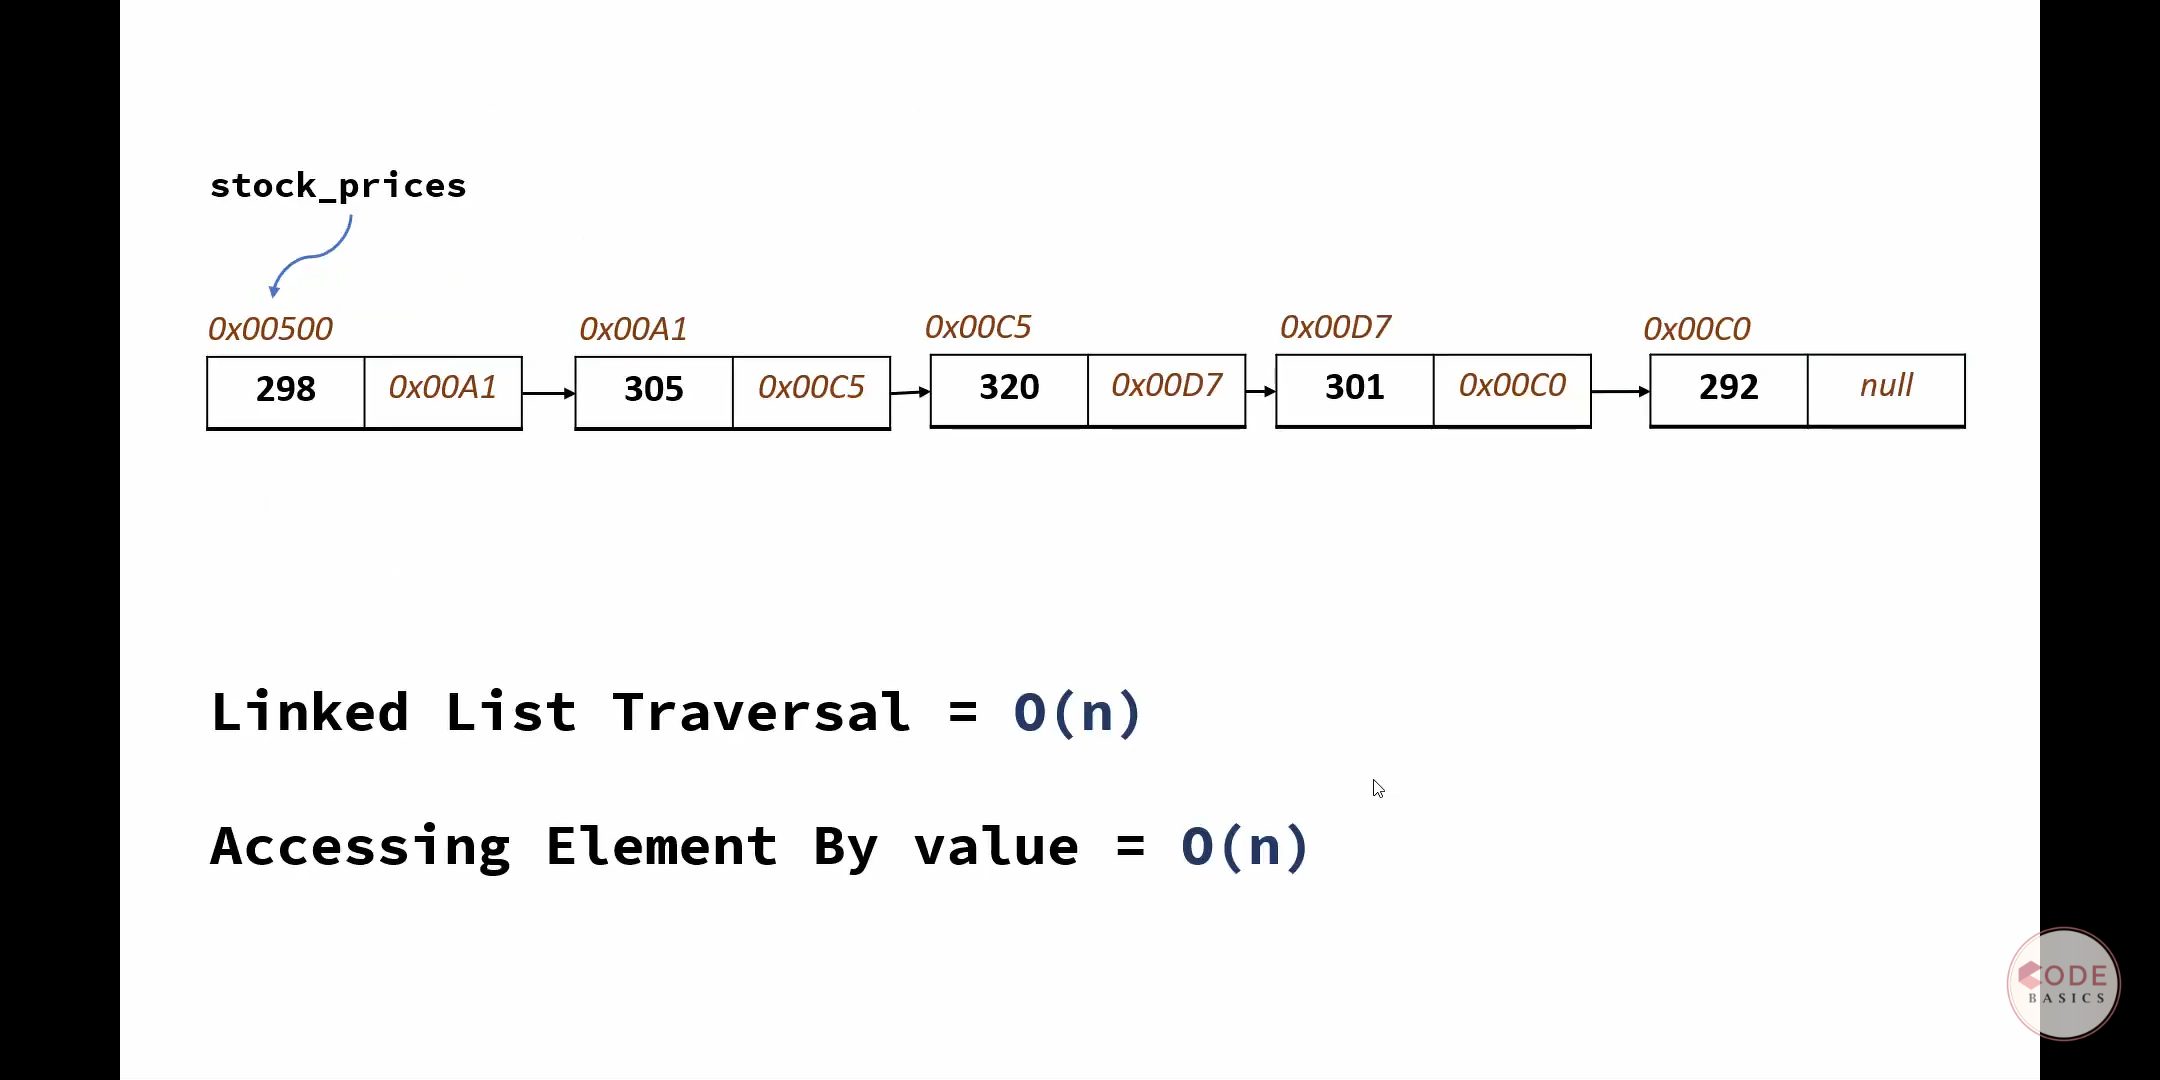 stock_prices
0x00500 0x00A1 0x00C5 0x00D7 0x00C0
298 0x00A1 305 0x00C5 320 0x00D7 301 0x00C0 292 null
Linked List Traversal = O(n)
Accessing Element By value = O(n)
CODE
BASICS